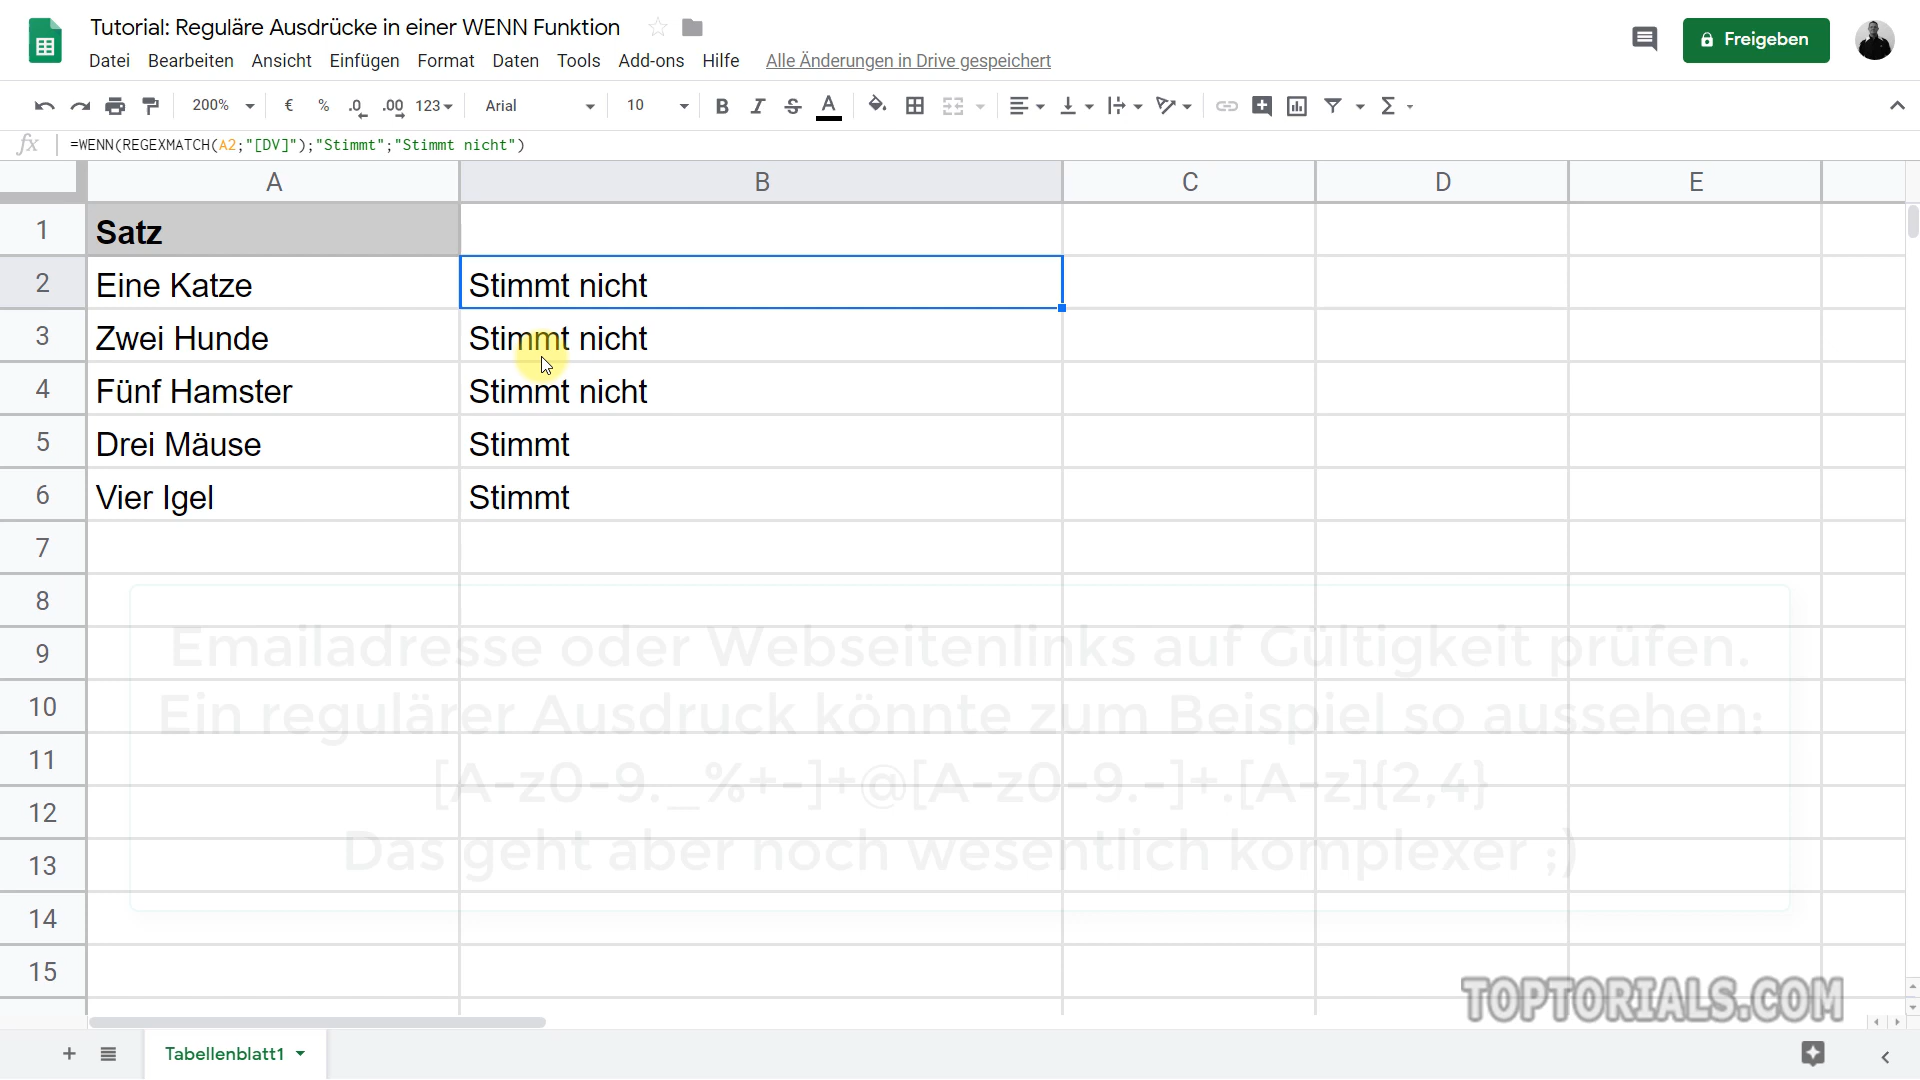 Tutorial: Reguläre Ausdrücke in einer WENN Funktion
Freigeben
Datei Bearbeiten Ansicht Einfügen Format Daten Tools Add-ons Hilfe Alle Änderungen in Drive gespeichert
200% € % .0 .00 123 Arial 10 B I S A Σ
fx =WENN(REGEXMATCH(A2;"[DV]");"Stimmt";"Stimmt nicht")
A B C D E
1 Satz
2 Eine Katze Stimmt nicht
3 Zwei Hunde Stimmt nicht
4 Fünf Hamster Stimmt nicht
5 Drei Mäuse Stimmt
6 Vier Igel Stimmt
7
8
9 Emailadresse oder Webseitenlinks auf Gültigkeit prüfen.
10 Ein regulärer Ausdruck könnte zum Beispiel so aussehen:
11 [A-z0-9._%+-]+@[A-z0-9.-]+.[A-z]{2,4}
12
13 Das geht aber noch wesentlich komplexer ;)
14
15
TOPTORIALS.COM
+ Tabellenblatt1